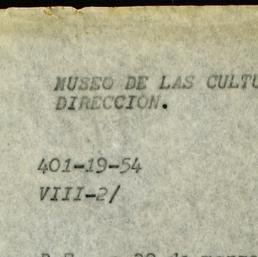 MUSEO DE LAS CULTU
DIRECCION.
401-19-54
VIII-2/